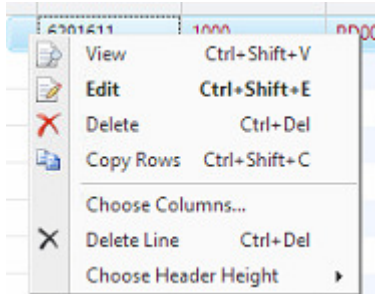 6291611 1000
View Ctrl+Shift+V
Edit Ctrl+Shift+E
Delete Ctrl+Del
Copy Rows Ctrl+Shift+C
Choose Columns...
Delete Line Ctrl+Del
Choose Header Height